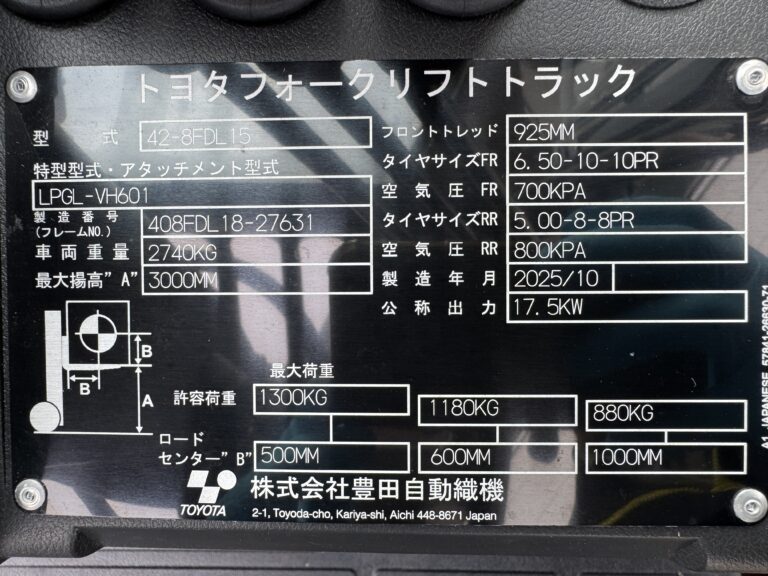 トヨタフォークリフトトラック
型 式 42-8FDL15
特型型式・アタッチメント型式
LPGL-VH601
製造番号
(フレームNO.) 408FDL18-27631
車両重量 2740KG
最大揚高"A" 3000MM
フロントトレッド 925MM
タイヤサイズFR 6.50-10-10PR
空気圧 FR 700KPA
タイヤサイズRR 5.00-8-8PR
空気圧 RR 800KPA
製造年月 2025/10
公称出力 17.5KW
B
B
A
最大荷重
許容荷重 1300KG 1180KG 880KG
ロード
センター"B" 500MM 600MM 1000MM
TOYOTA
株式会社豊田自動織機
2-1, Toyoda-cho, Kariya-shi, Aichi 448-8671 Japan
A1 JAPANESE 57841-26630-71